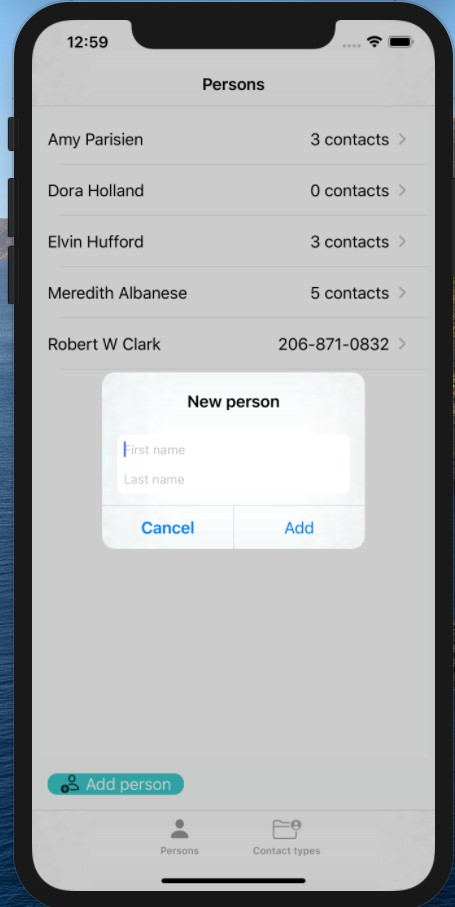 12:59
Persons
Amy Parisien 3 contacts
Dora Holland 0 contacts
Elvin Hufford 3 contacts
Meredith Albanese 5 contacts
Robert W Clark 206-871-0832
New person
First name
Last name
Cancel Add
Add person
Persons Contact types